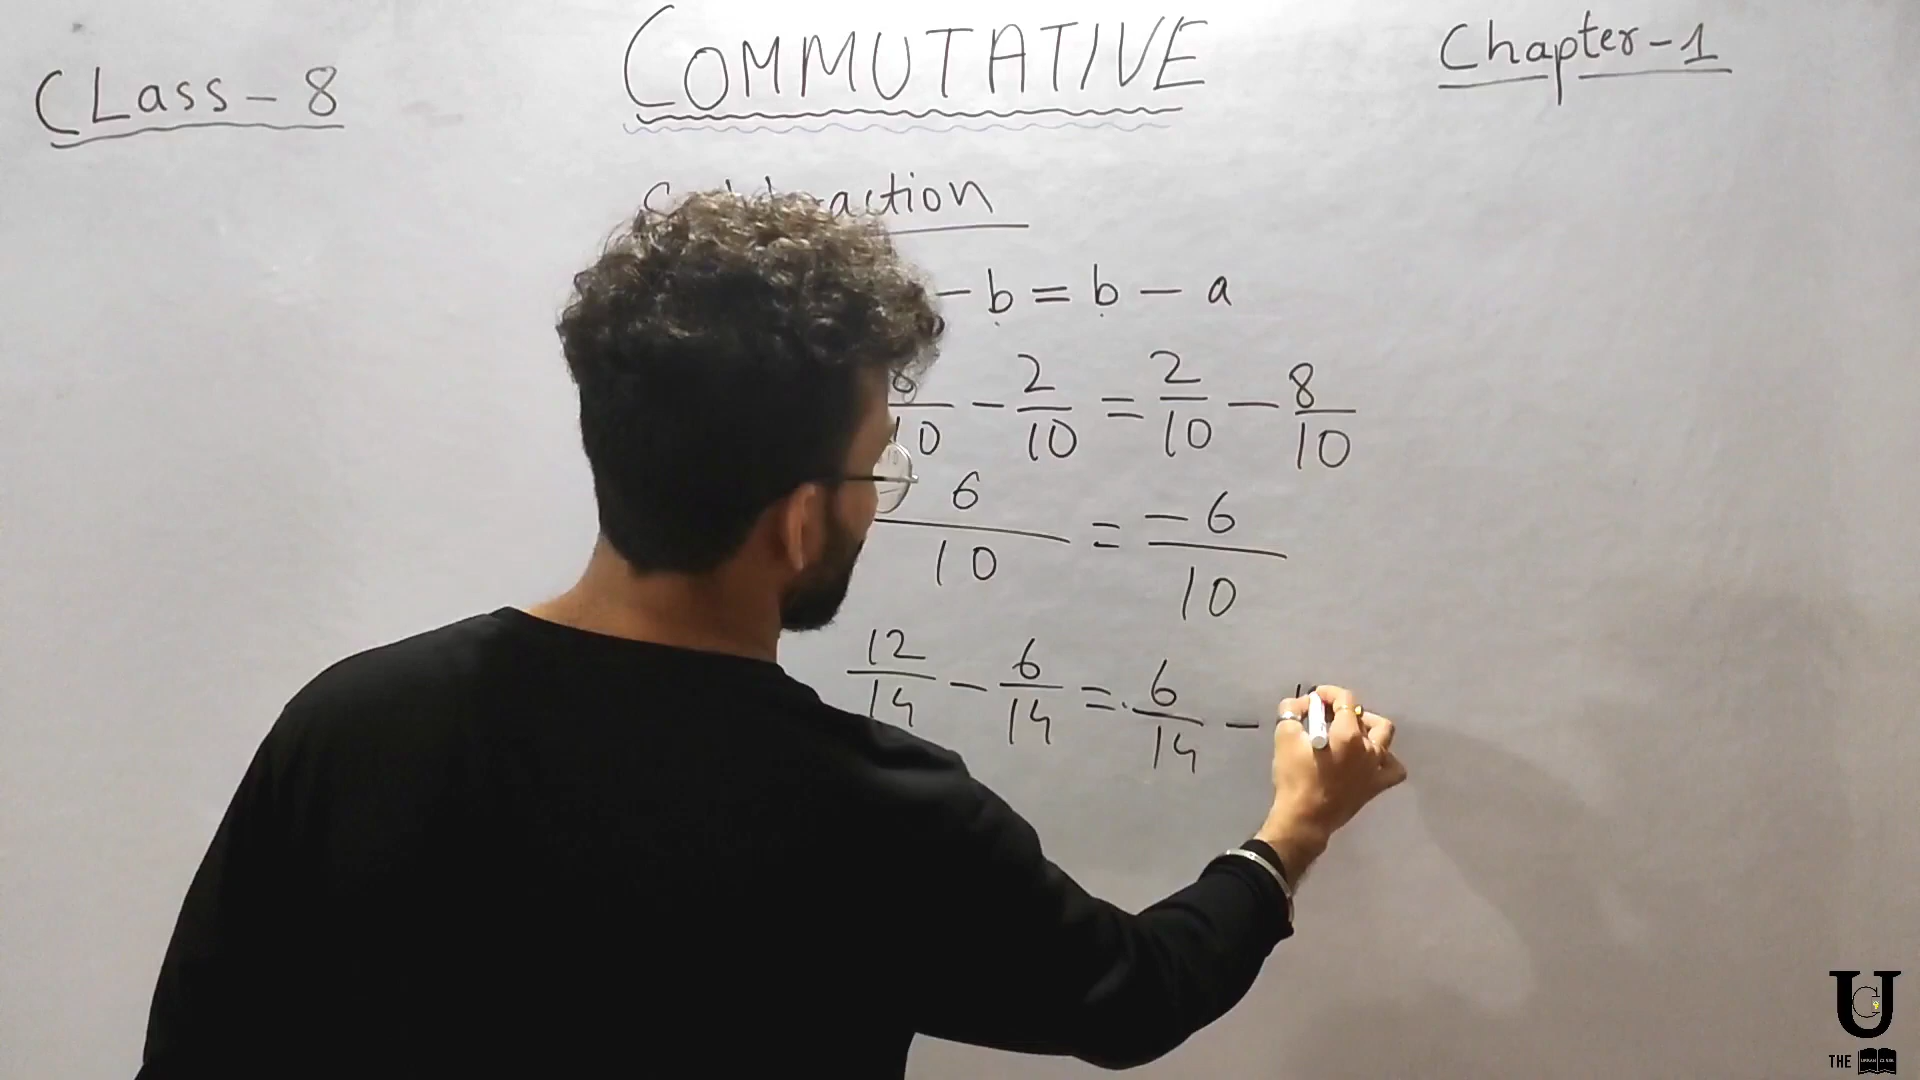 CLass - 8
COMMUTATIVE
Chapter - 1
- b = b - a
8/10 - 2/10 = 2/10 - 8/10
6/10 = -6/10
12/14 - 6/14 = 6/14 -
U
THE